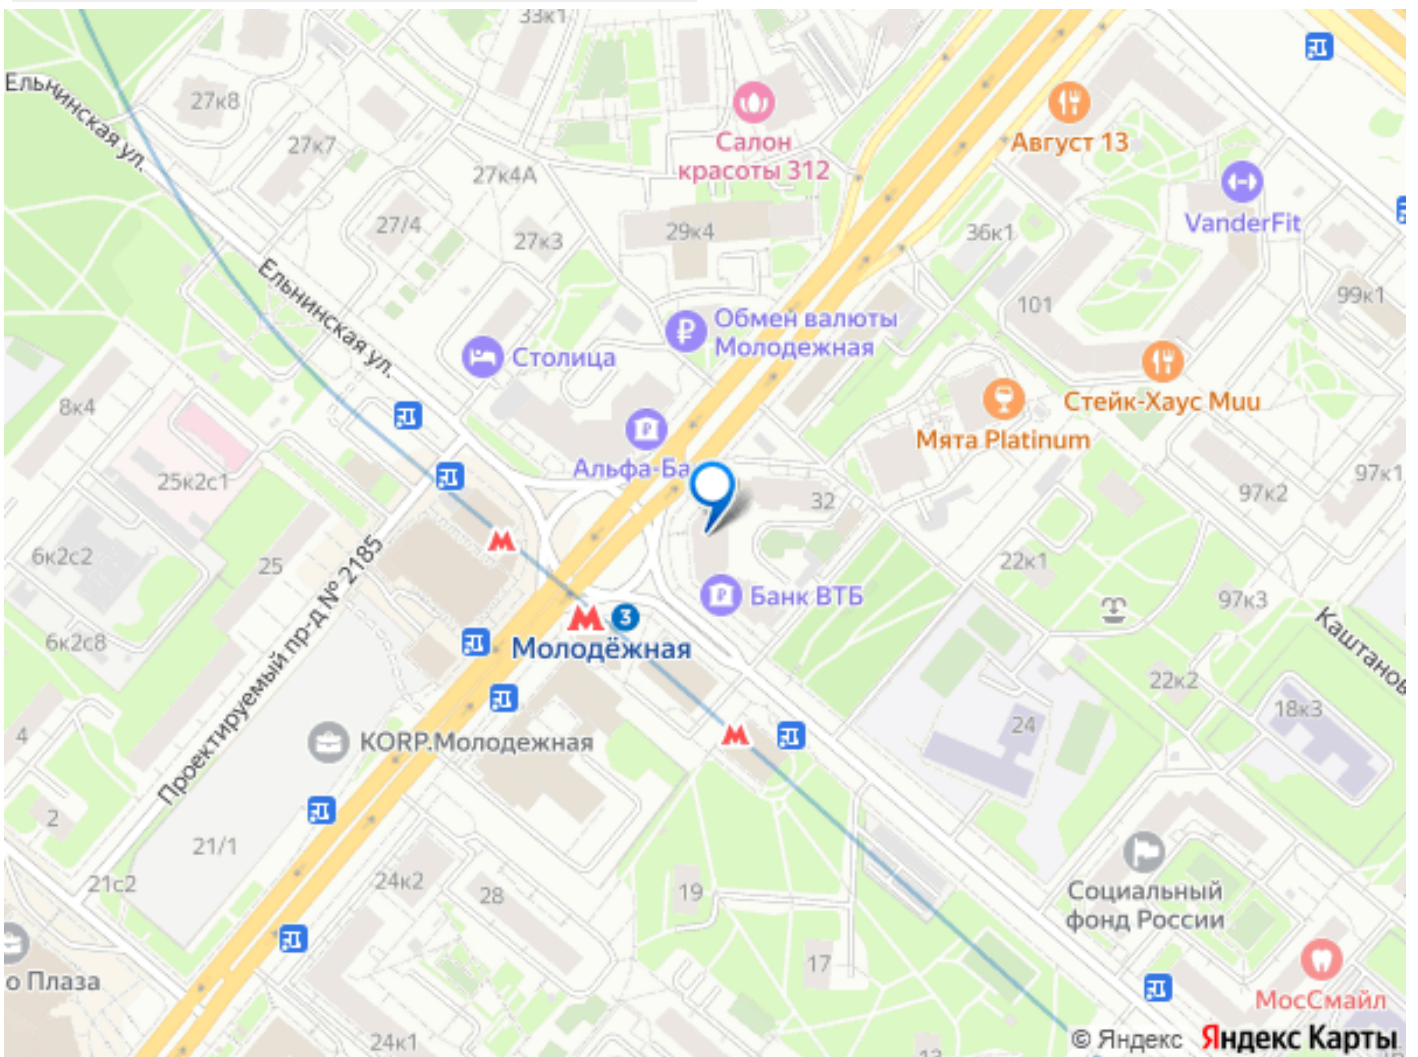 33к1
Ельнинская ул.
27к8
27к7
27к4А
Салон
красоты 312
Август 13
VanderFit
27/4
27к3
29к4
36к1
Ельнинская ул.
Обмен валюты
Молодежная
101
99к1
Столица
8к4
Стейк-Хаус Muu
Мята Platinum
Альфа-Ба
25к2с1
32
97к2
97к1
6к2с2
25
Проектируемый пр-д № 2185
22к1
Банк ВТБ
97к3
3
Молодёжная
6к2с8
Каштанов
22к2
4
KORP.Молодежная
24
18к3
2
21/1
21с2
24к2
28
19
Социальный
фонд России
о Плаза
17
МосСмайл
24к1
13
© Яндекс Яндекс Карты